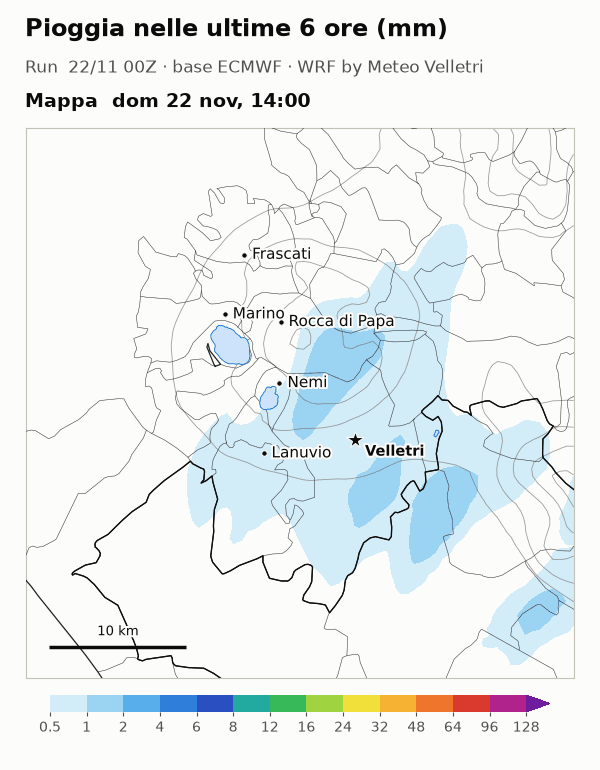 Pioggia nelle ultime 6 ore (mm)
Run  22/11 00Z · base ECMWF · WRF by Meteo Velletri
Mappa  dom 22 nov, 14:00
Frascati
Marino
Rocca di Papa
Nemi
Velletri
Lanuvio
10 km
0.5 1 2 4 6 8 12 16 24 32 48 64 96 128